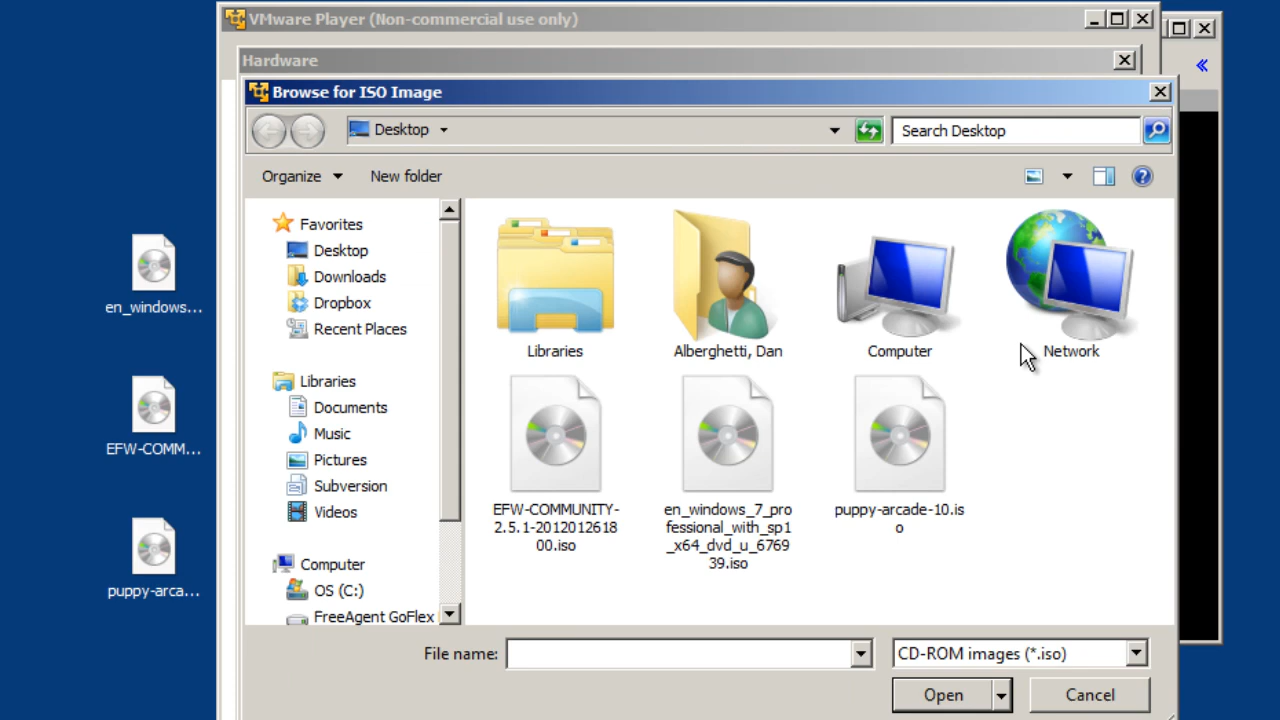 VMware Player (Non-commercial use only)
Hardware
Browse for ISO Image
Desktop
Search Desktop
Organize
New folder
Favorites
Desktop
Downloads
Dropbox
Recent Places
Libraries
Documents
Music
Pictures
Subversion
Videos
Computer
OS (C:)
FreeAgent GoFlex
Libraries
Alberghetti, Dan
Computer
Network
EFW-COMMUNITY-
2.5.1-2012012618
00.iso
en_windows_7_pro
fessional_with_sp1
_x64_dvd_u_6769
39.iso
puppy-arcade-10.is
o
en_windows...
EFW-COMM...
puppy-arca...
File name:
CD-ROM images (*.iso)
Open
Cancel